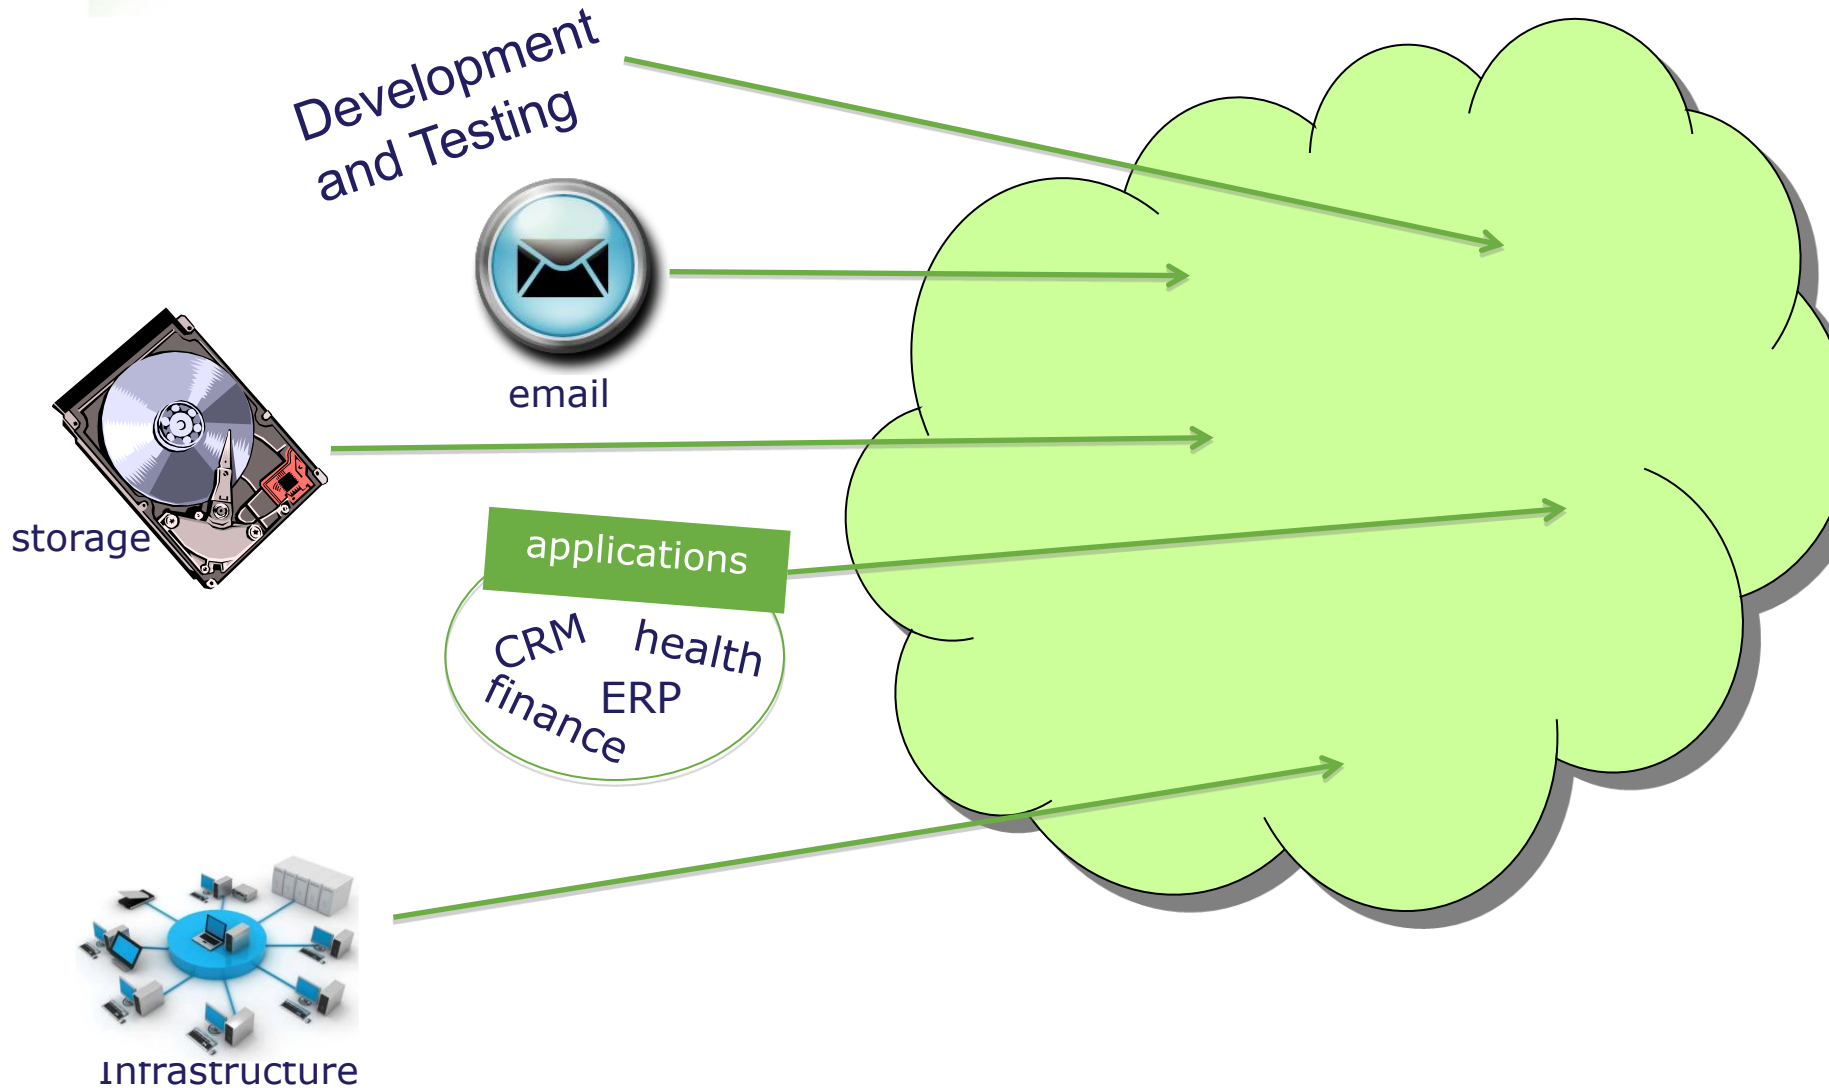 Development
and Testing
email
storage
applications
CRM health
finance ERP
Infrastructure